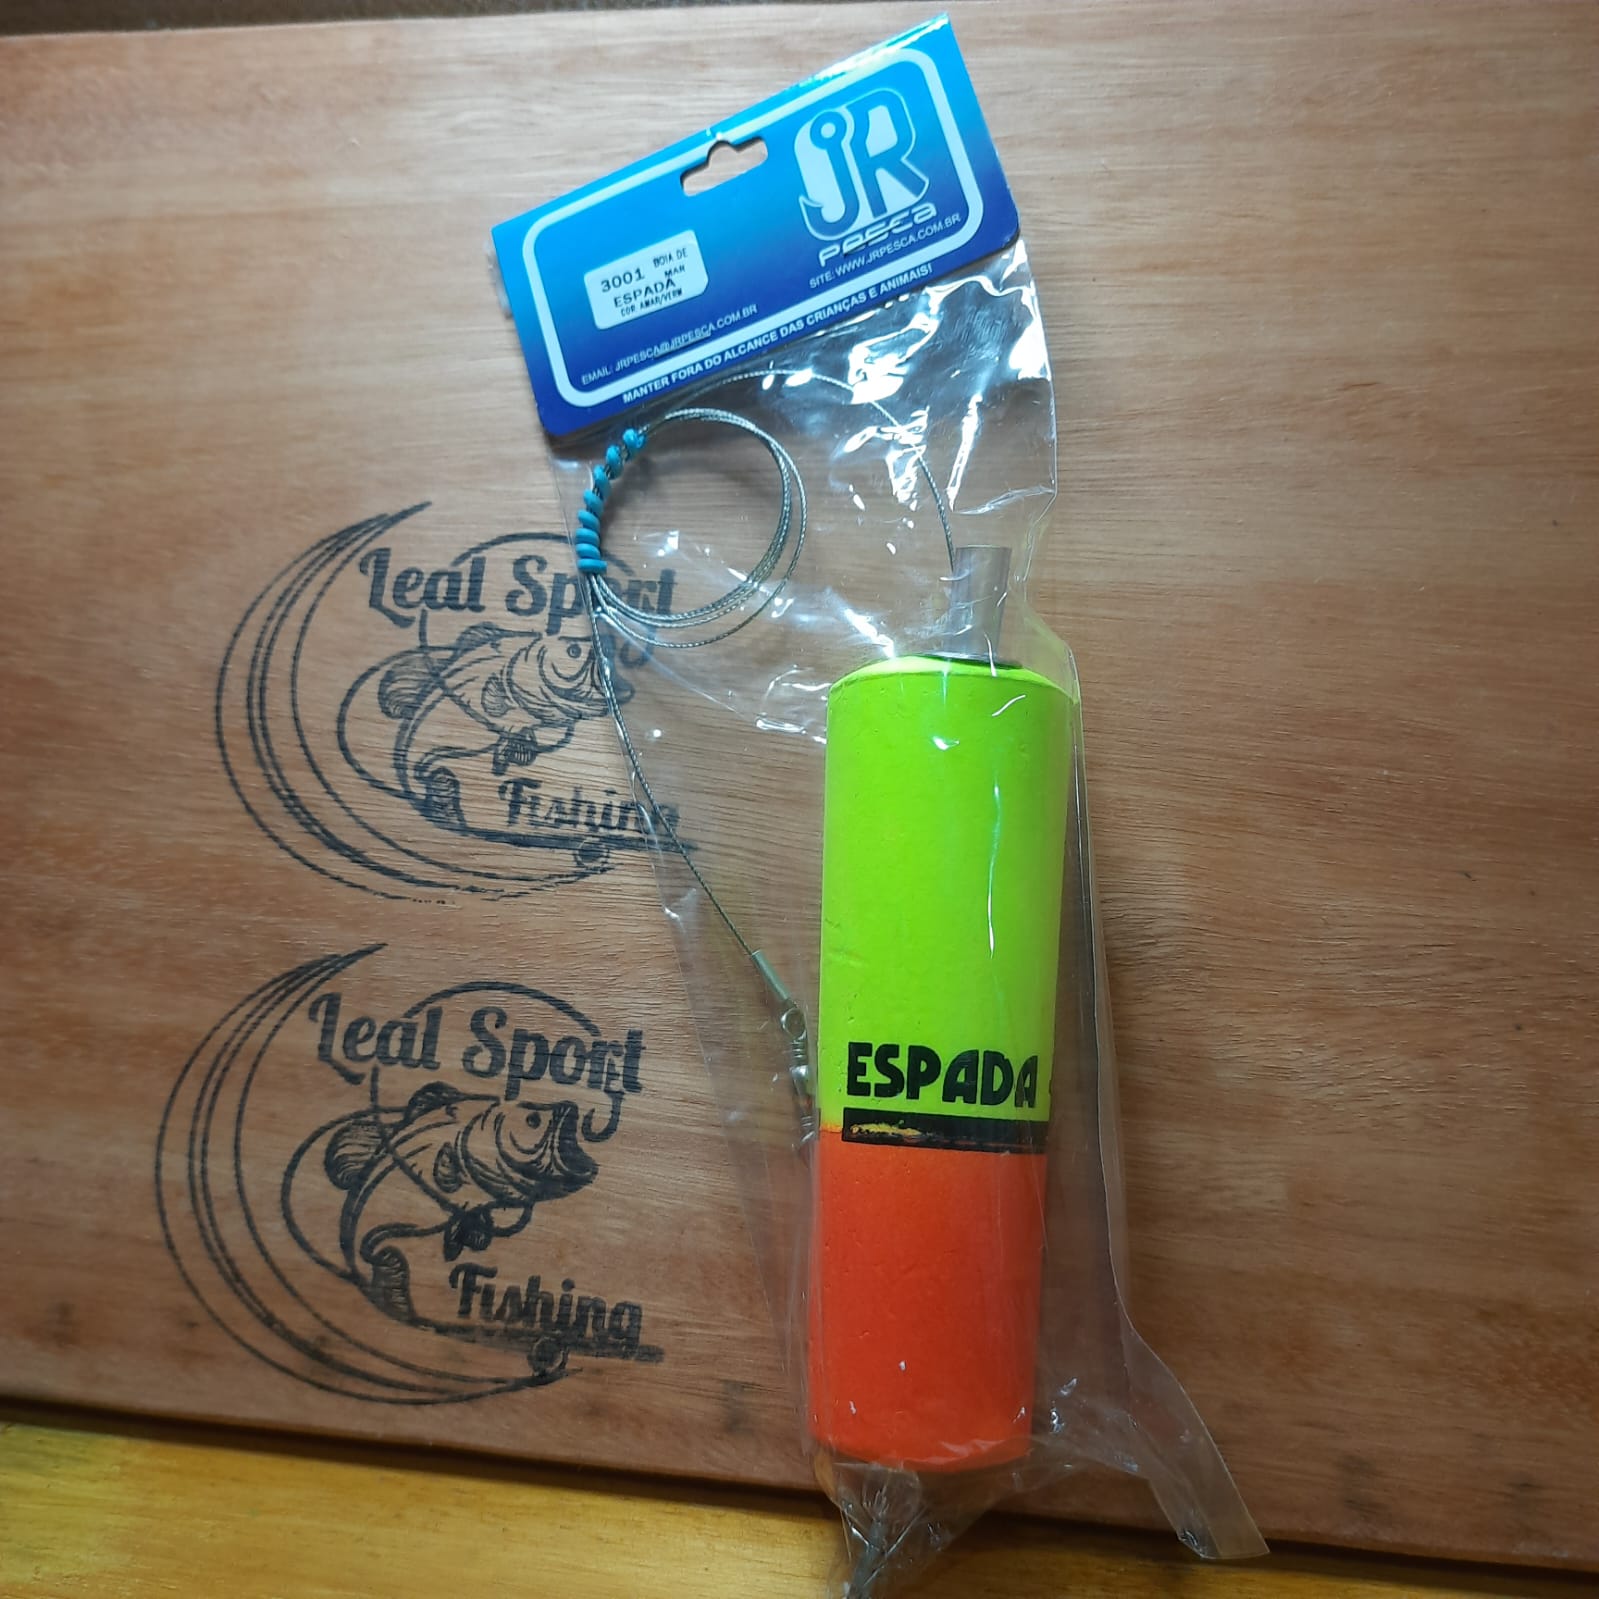 JR
Pesca
SITE: WWW.JRPESCA.COM.BR
3001 BOIA DE
MAR
ESPADA
COR. AMAR/VERM
EMAIL: JRPESCA@JRPESCA.COM.BR
MANTER FORA DO ALCANCE DAS CRIANÇAS E ANIMAIS!
Leal Sport
Fishing
ESPADA
Leal Sport
Fishing